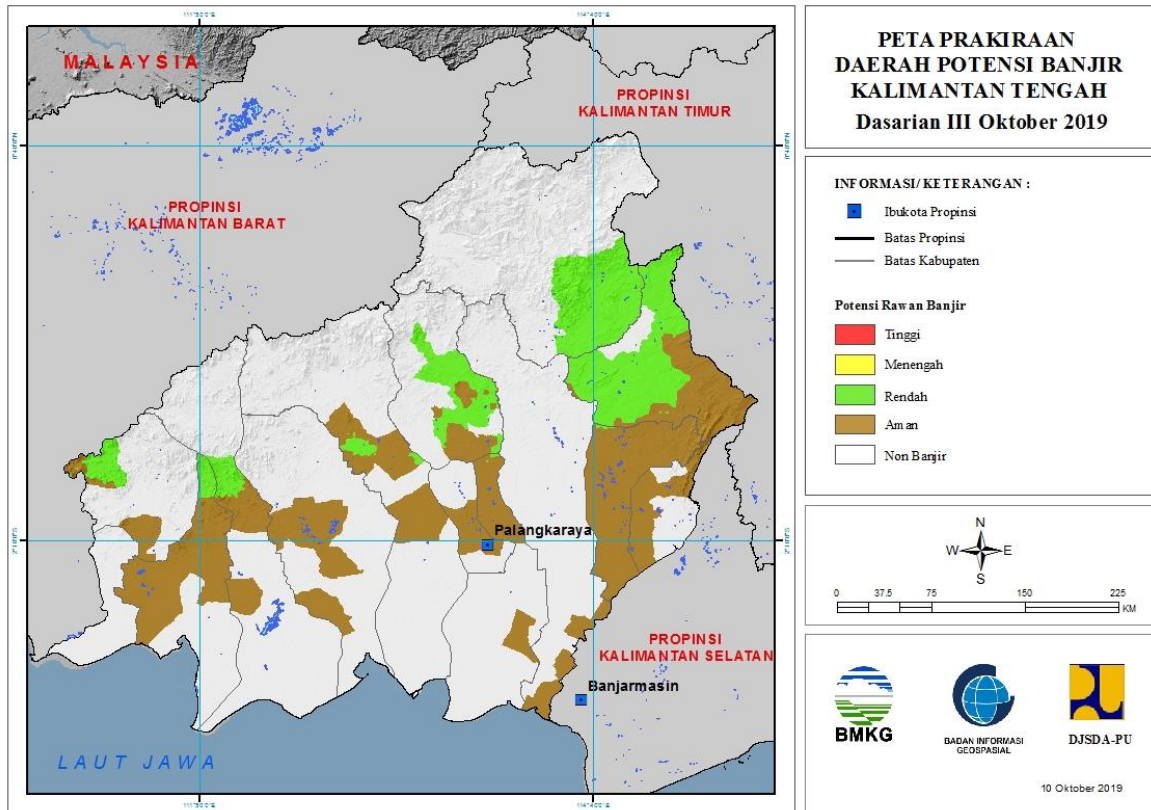 MALAYSIA
PROPINSI
KALIMANTAN TIMUR
PROPINSI
KALIMANTAN BARAT
Palangkaraya
PROPINSI
KALIMANTAN SELATAN
Banjarmasin
LAUT JAWA
PETA PRAKIRAAN
DAERAH POTENSI BANJIR
KALIMANTAN TENGAH
Dasarian III Oktober 2019
INFORMASI/ KETERANGAN :
Ibukota Propinsi
Batas Propinsi
Batas Kabupaten
Potensi Rawan Banjir
Tinggi
Menengah
Rendah
Aman
Non Banjir
N
W E
S
0 37.5 75 150 225
KM
BMKG
BADAN INFORMASI
GEOSPASIAL
DJSDA-PU
10 Oktober 2019